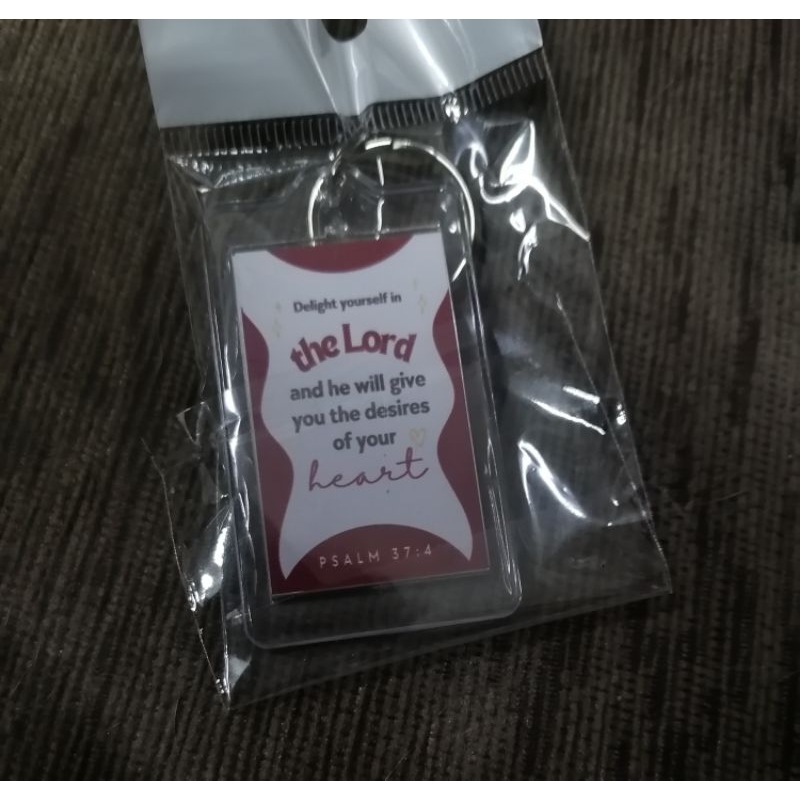 Delight yourself in
the Lord
and he will give
you the desires
of your
heart
PSALM 37:4